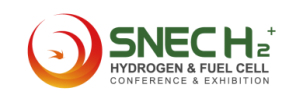 SNEC H₂⁺
HYDROGEN & FUEL CELL
CONFERENCE & EXHIBITION